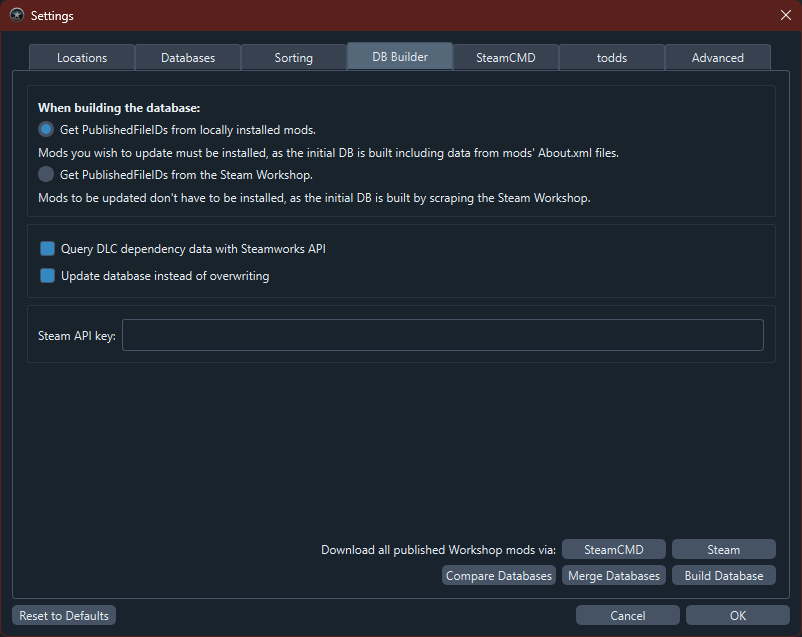 Settings
Locations Databases Sorting DB Builder SteamCMD todds Advanced
When building the database:
Get PublishedFileIDs from locally installed mods.
Mods you wish to update must be installed, as the initial DB is built including data from mods' About.xml files.
Get PublishedFileIDs from the Steam Workshop.
Mods to be updated don't have to be installed, as the initial DB is built by scraping the Steam Workshop.
Query DLC dependency data with Steamworks API
Update database instead of overwriting
Steam API key:
Download all published Workshop mods via: SteamCMD Steam
Compare Databases Merge Databases Build Database
Reset to Defaults Cancel OK